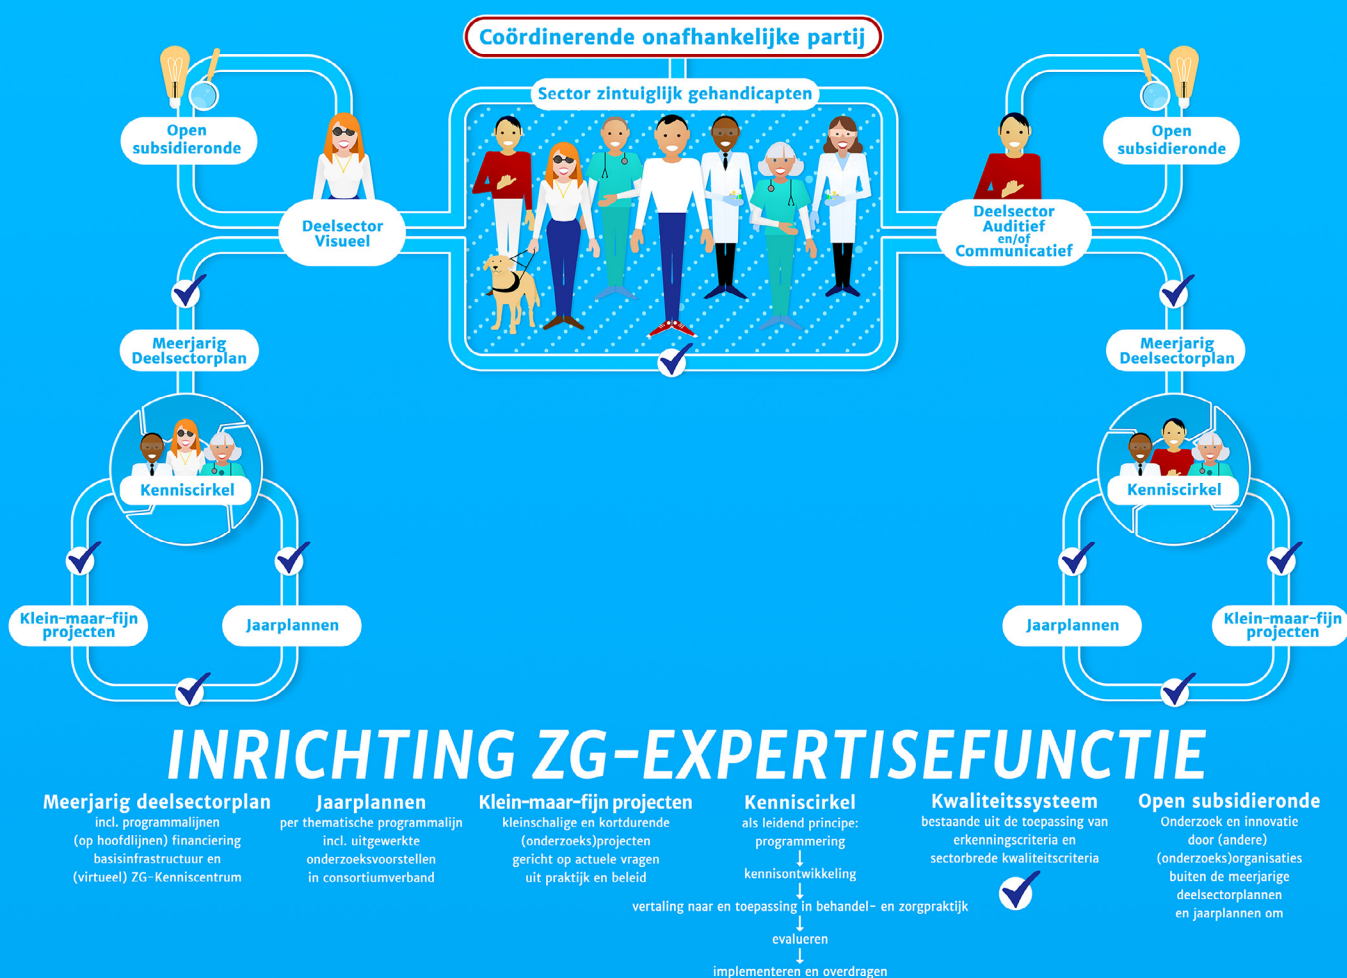 Coördinerende onafhankelijke partij
Sector zintuiglijk gehandicapten
Open
subsidieronde
Open
subsidieronde
Deelsector
Visueel
Deelsector
Auditief
en/of
Communicatief
Meerjarig
Deelsectorplan
Meerjarig
Deelsectorplan
Kenniscirkel
Kenniscirkel
Klein-maar-fijn
projecten
Jaarplannen
Jaarplannen
Klein-maar-fijn
projecten
INRICHTING ZG-EXPERTISEFUNCTIE
Meerjarig deelsectorplan
incl. programmalijnen
(op hoofdlijnen) financiering
basisinfrastructuur en
(virtueel) ZG-Kenniscentrum
Jaarplannen
per thematische programmalijn
incl. uitgewerkte
onderzoeksvoorstellen
in consortiumverband
Klein-maar-fijn projecten
kleinschalige en kortdurende
(onderzoeks)projecten
gericht op actuele vragen
uit praktijk en beleid
Kenniscirkel
als leidend principe:
programmering
kennisontwikkeling
vertaling naar en toepassing in behandel- en zorgpraktijk
evalueren
implementeren en overdragen
Kwaliteitssysteem
bestaande uit de toepassing van
erkenningscriteria en
sectorbrede kwaliteitscriteria
Open subsidieronde
Onderzoek en innovatie
door (andere)
(onderzoeks)organisaties
buiten de meerjarige
deelsectorplannen
en jaarplannen om